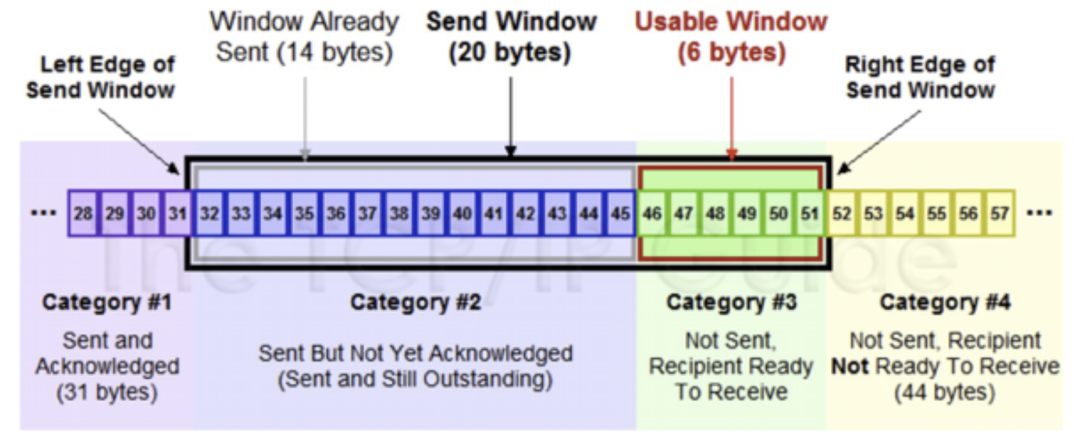 Window Already
Sent (14 bytes)
Send Window
(20 bytes)
Usable Window
(6 bytes)
Left Edge of
Send Window
Right Edge of
Send Window
... 28 29 30 31 32 33 34 35 36 37 38 39 40 41 42 43 44 45 46 47 48 49 50 51 52 53 54 55 56 57 ...
The TCP/IP Guide
Category #1
Sent and
Acknowledged
(31 bytes)
Category #2
Sent But Not Yet Acknowledged
(Sent and Still Outstanding)
Category #3
Not Sent,
Recipient Ready
To Receive
Category #4
Not Sent, Recipient
Not Ready To Receive
(44 bytes)